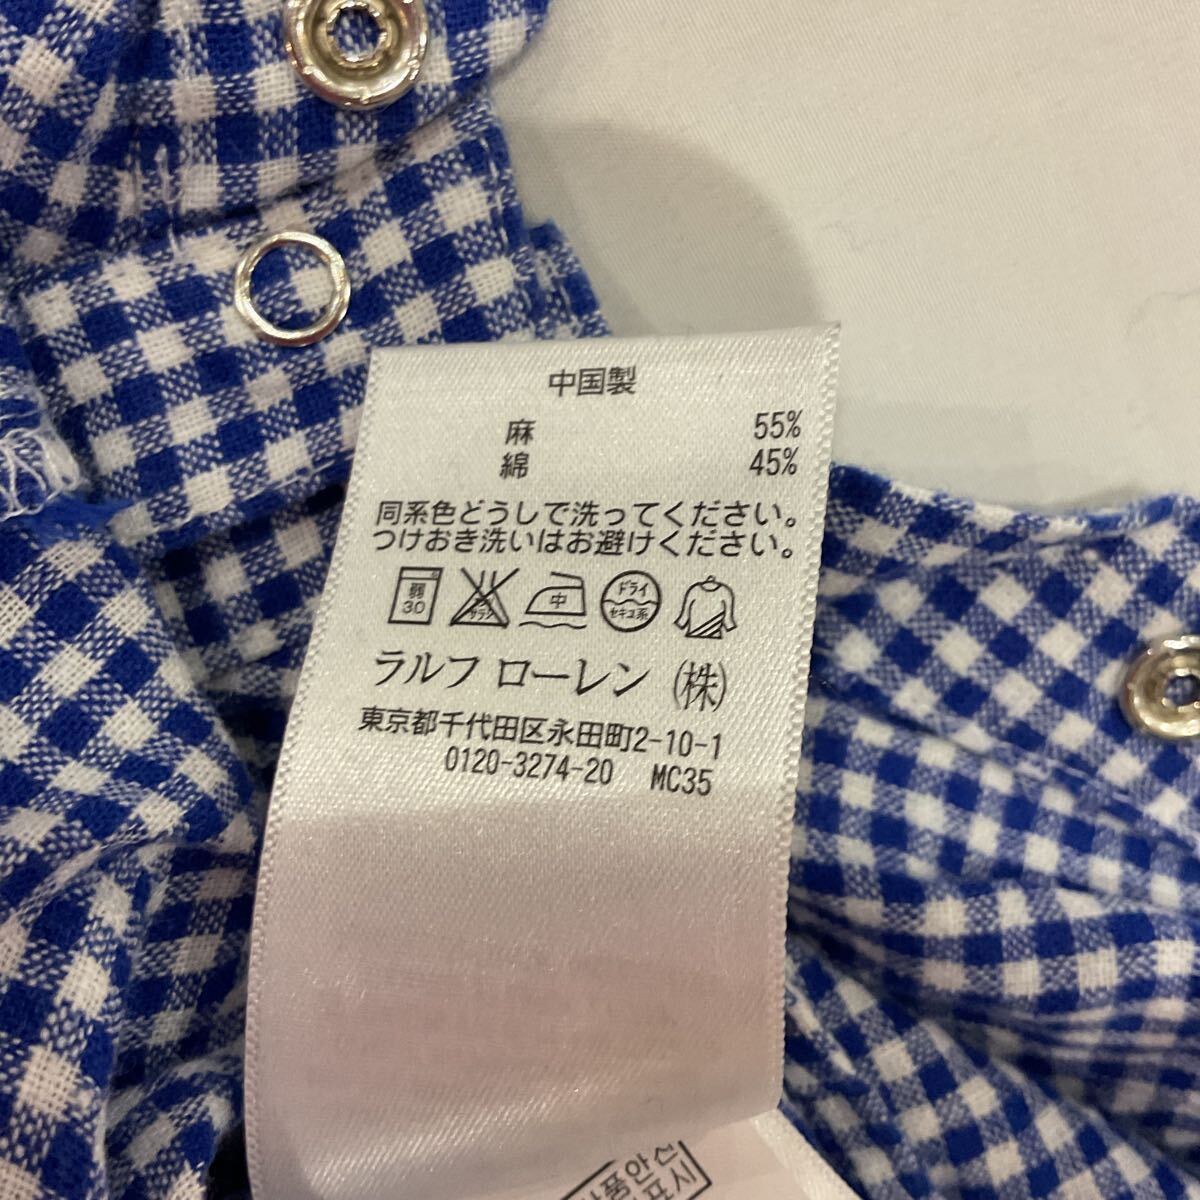 中国製
麻 55%
綿 45%
同系色どうしで洗ってください。
つけおき洗いはお避けください。
弱 30 中 ドライ セキユ系
ラルフ ローレン (株)
東京都千代田区永田町2-10-1
0120-3274-20 MC35